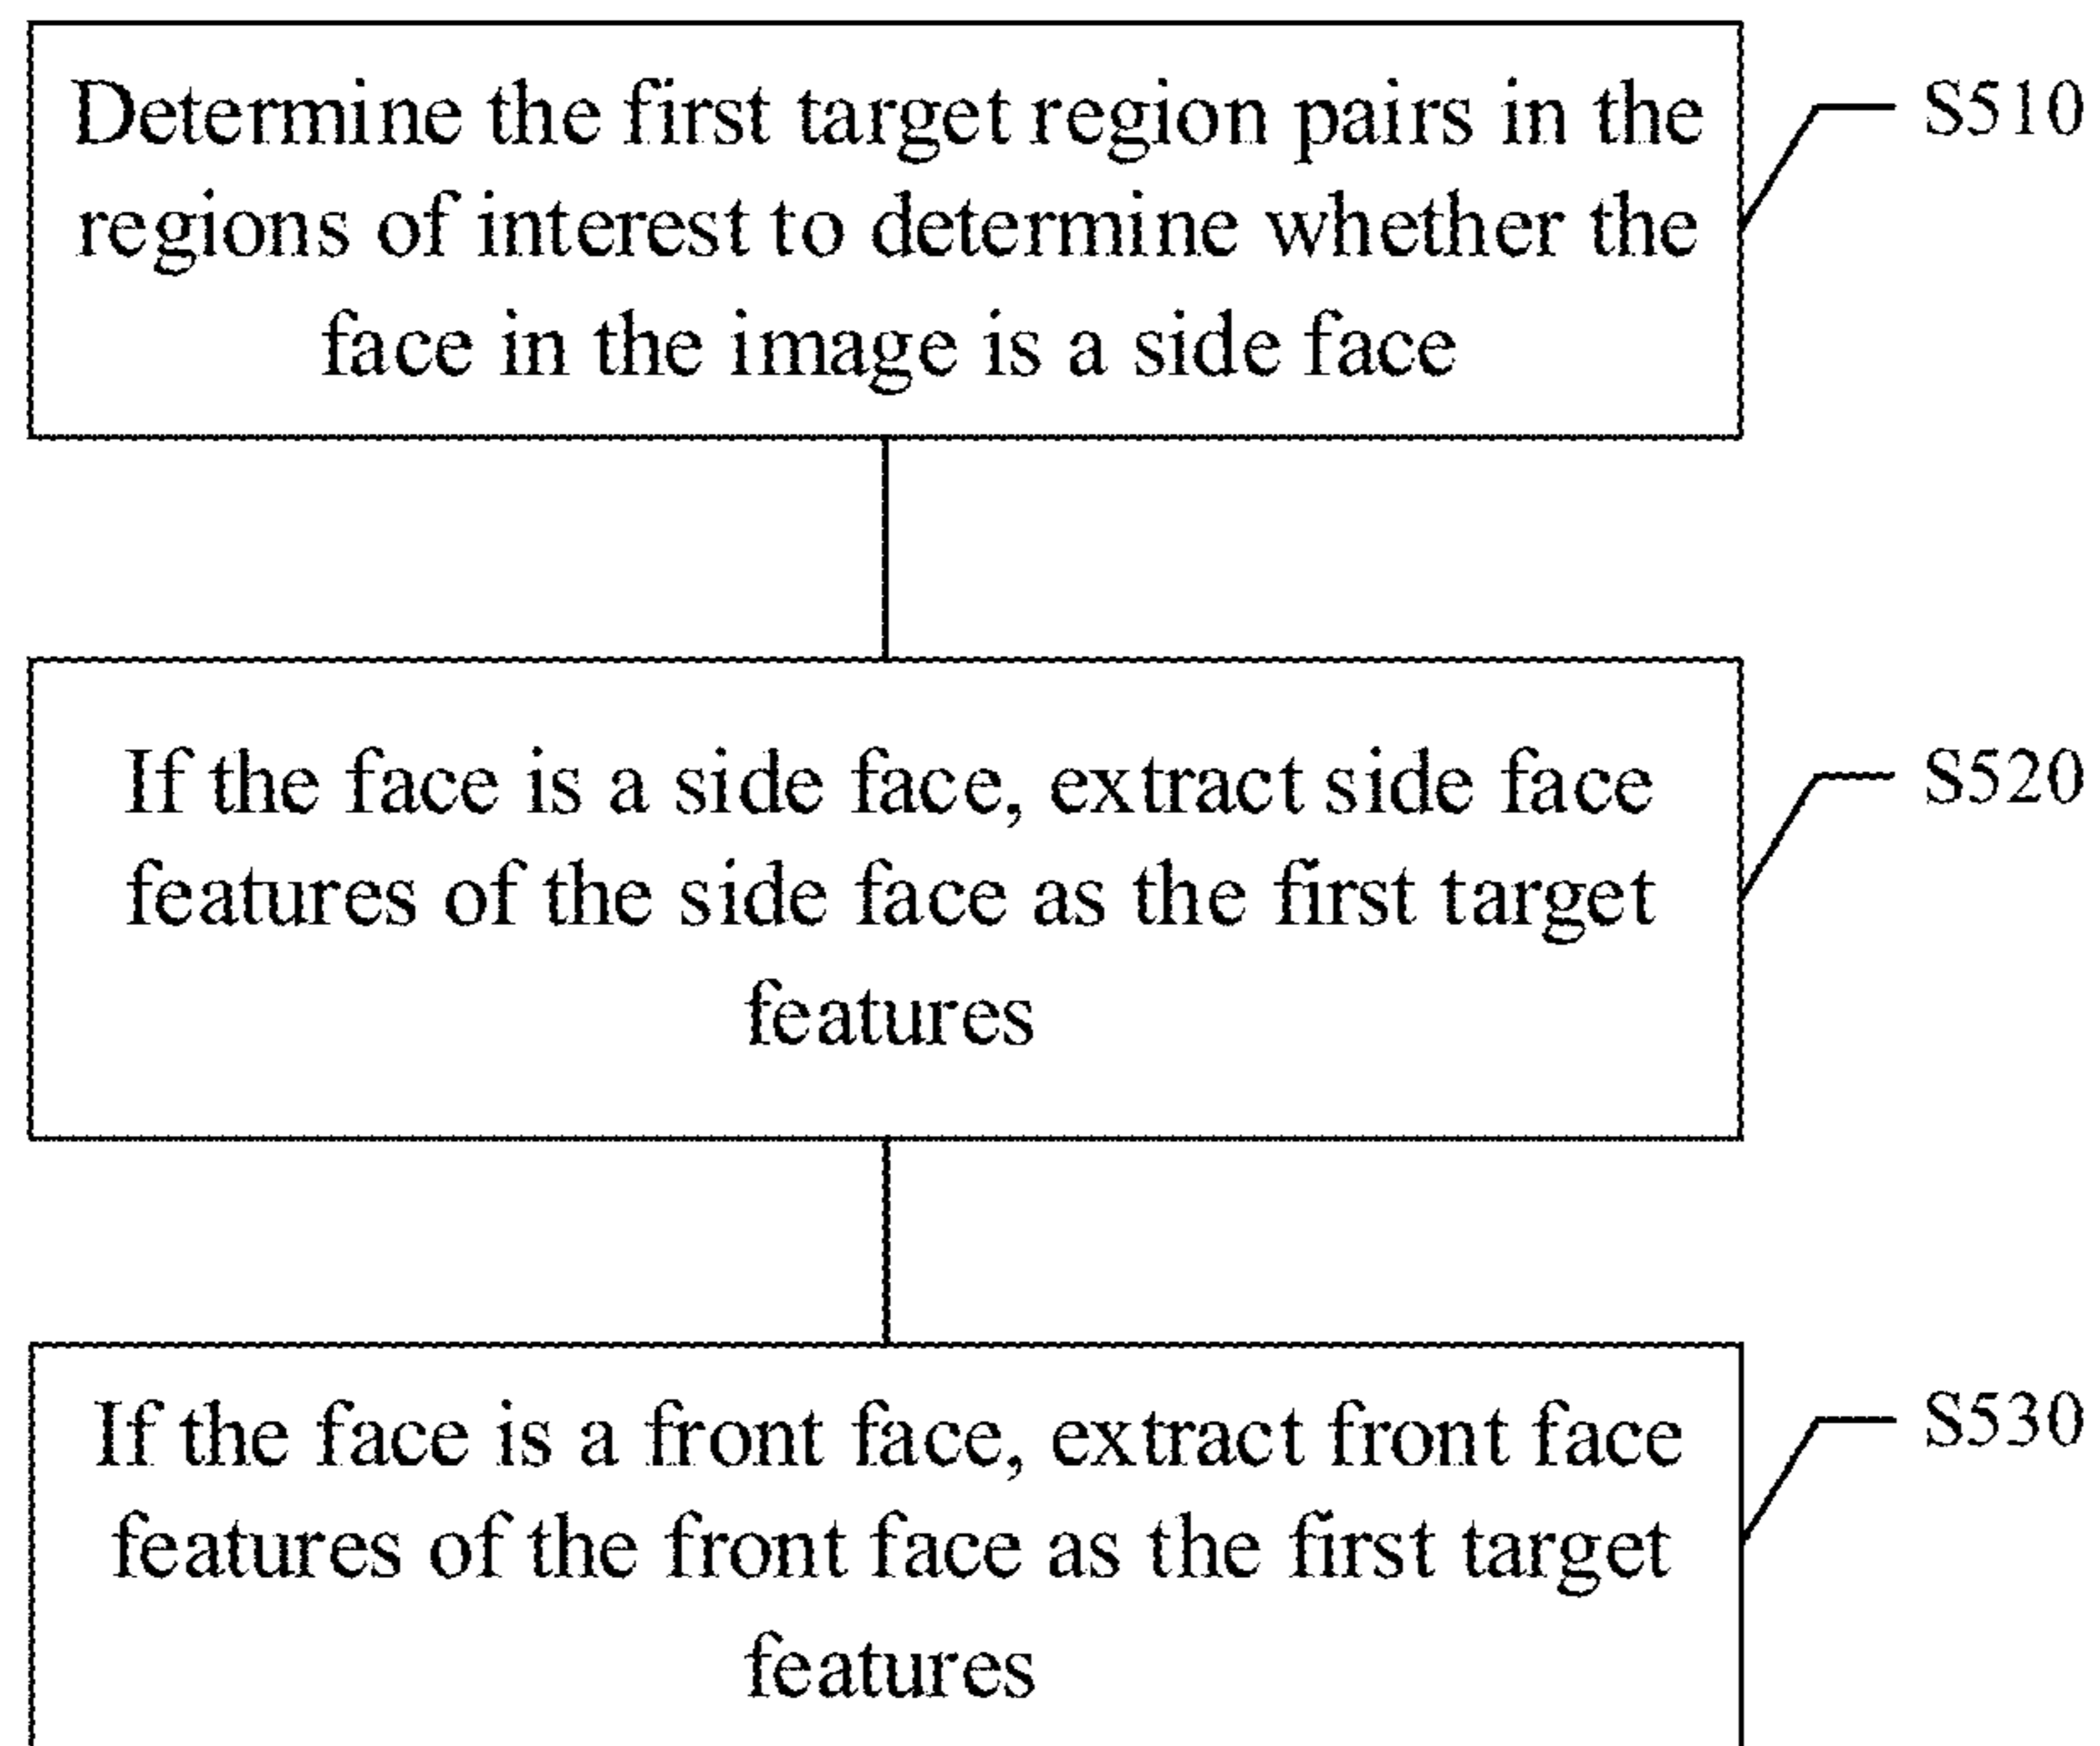 Determine the first target region pairs in the
regions of interest to determine whether the
face in the image is a side face
S510
If the face is a side face, extract side face
features of the side face as the first target
features
S520
If the face is a front face, extract front face
features of the front face as the first target
features
S530